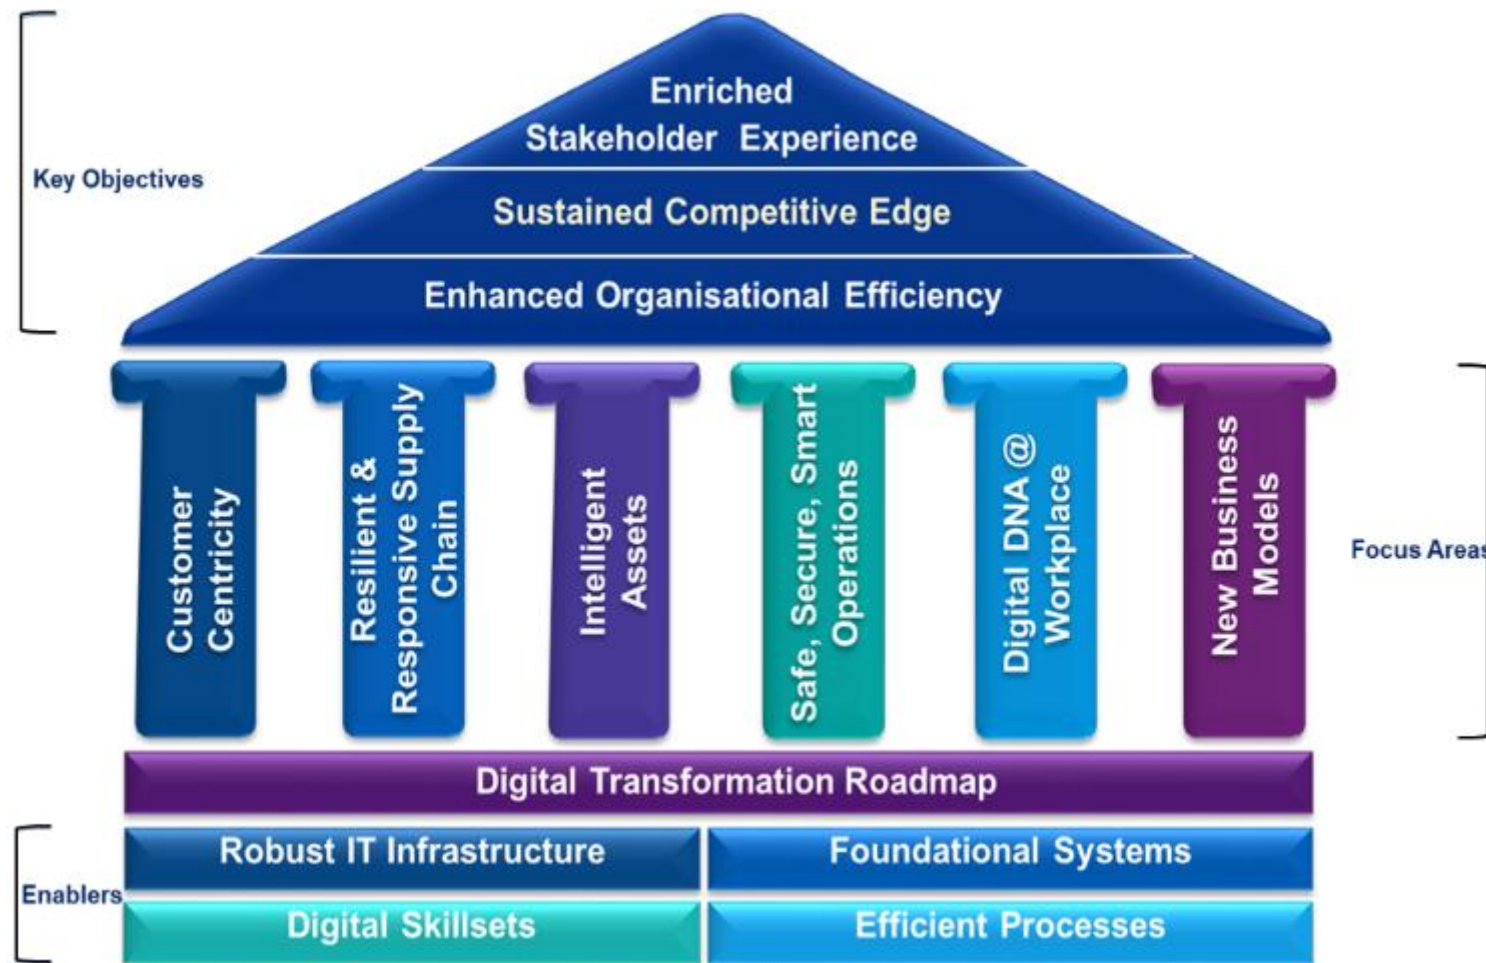 Enriched
Stakeholder Experience
Key Objectives
Sustained Competitive Edge
Enhanced Organisational Efficiency
Customer
Centricity
Resilient &
Responsive Supply
Chain
Intelligent
Assets
Safe, Secure, Smart
Operations
Digital DNA @
Workplace
New Business
Models
Focus Areas
Digital Transformation Roadmap
Robust IT Infrastructure
Foundational Systems
Enablers
Digital Skillsets
Efficient Processes